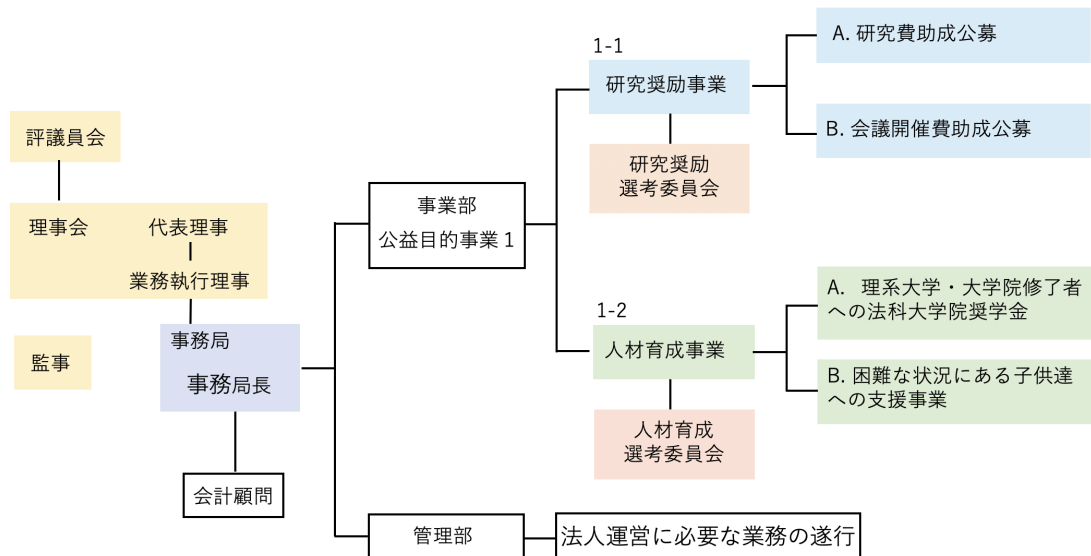 評議員会
理事会
代表理事
業務執行理事
監事
事務局
事務局長
会計顧問
事業部
公益目的事業 1
1-1
研究奨励事業
研究奨励
選考委員会
A. 研究費助成公募
B. 会議開催費助成公募
1-2
人材育成事業
人材育成
選考委員会
A. 理系大学・大学院修了者
への法科大学院奨学金
B. 困難な状況にある子供達
への支援事業
管理部
法人運営に必要な業務の遂行